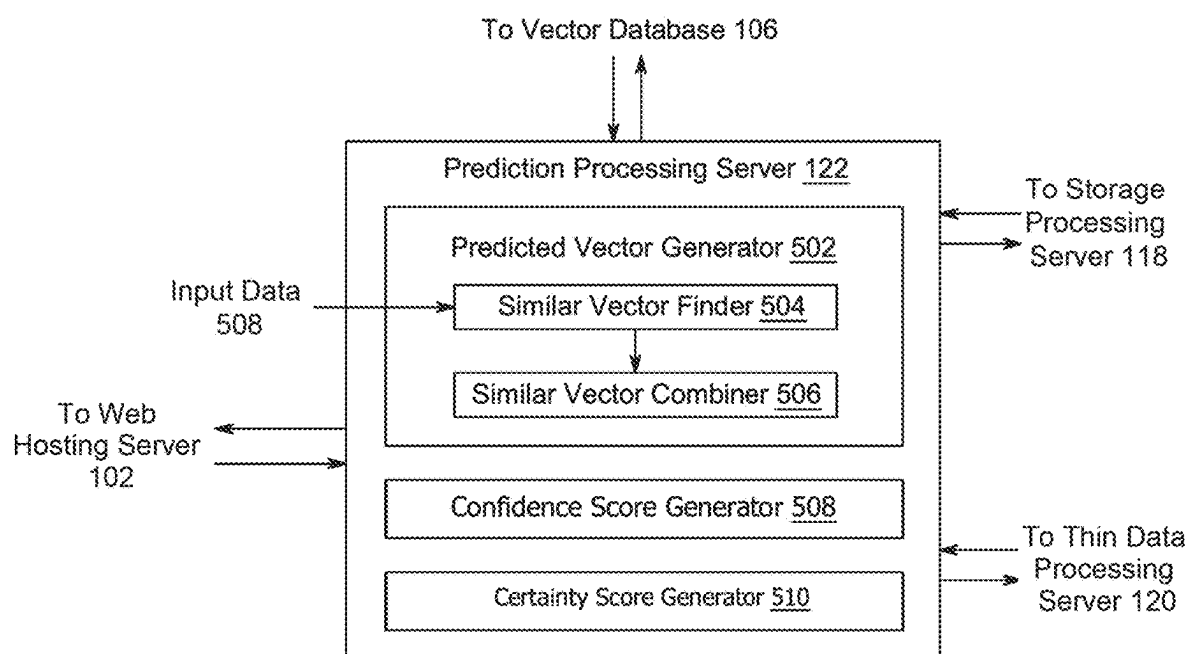 To Vector Database 106
Prediction Processing Server 122
To Storage
Processing
Server 118
Predicted Vector Generator 502
Input Data
508
Similar Vector Finder 504
Similar Vector Combiner 506
To Web
Hosting Server
102
Confidence Score Generator 508
To Thin Data
Processing
Server 120
Certainty Score Generator 510